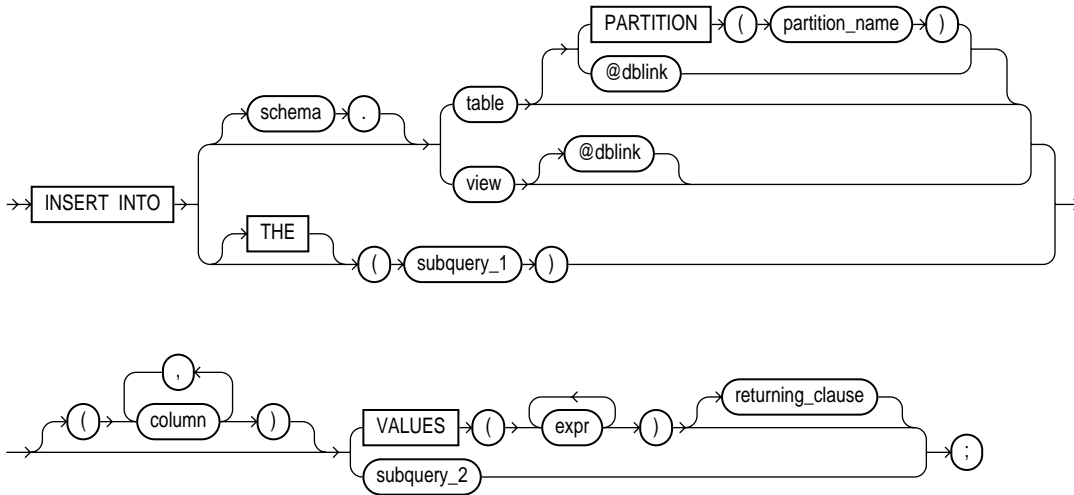 PARTITION ( partition_name )
@dblink
schema . table
@dblink
view
INSERT INTO
THE
( subquery_1 )
,
( column )
returning_clause
VALUES ( expr )
subquery_2 ;